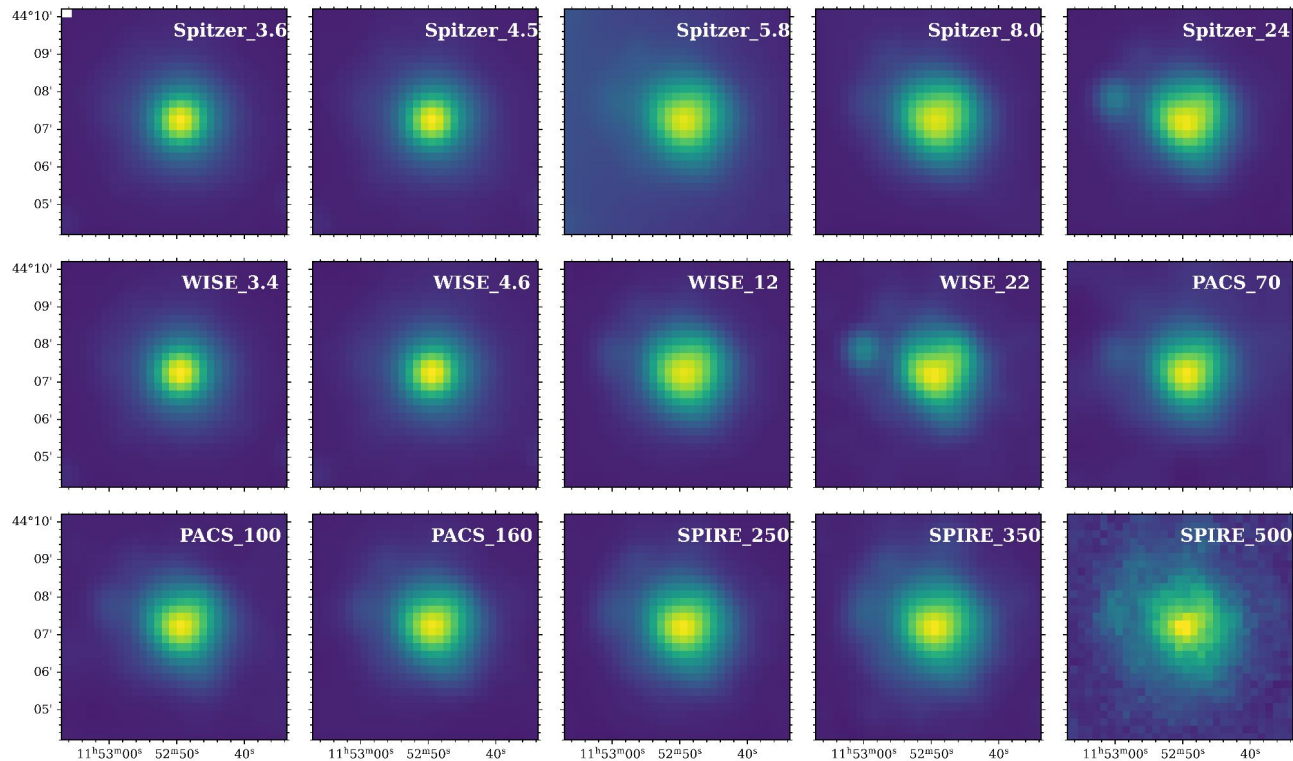 44°10'
09'
08'
07'
06'
05'
Spitzer_3.6
Spitzer_4.5
Spitzer_5.8
Spitzer_8.0
Spitzer_24
44°10'
09'
08'
07'
06'
05'
WISE_3.4
WISE_4.6
WISE_12
WISE_22
PACS_70
44°10'
09'
08'
07'
06'
05'
PACS_100
PACS_160
SPIRE_250
SPIRE_350
SPIRE_500
11ʰ53ᵐ00ˢ 52ᵐ50ˢ 40ˢ
11ʰ53ᵐ00ˢ 52ᵐ50ˢ 40ˢ
11ʰ53ᵐ00ˢ 52ᵐ50ˢ 40ˢ
11ʰ53ᵐ00ˢ 52ᵐ50ˢ 40ˢ
11ʰ53ᵐ00ˢ 52ᵐ50ˢ 40ˢ